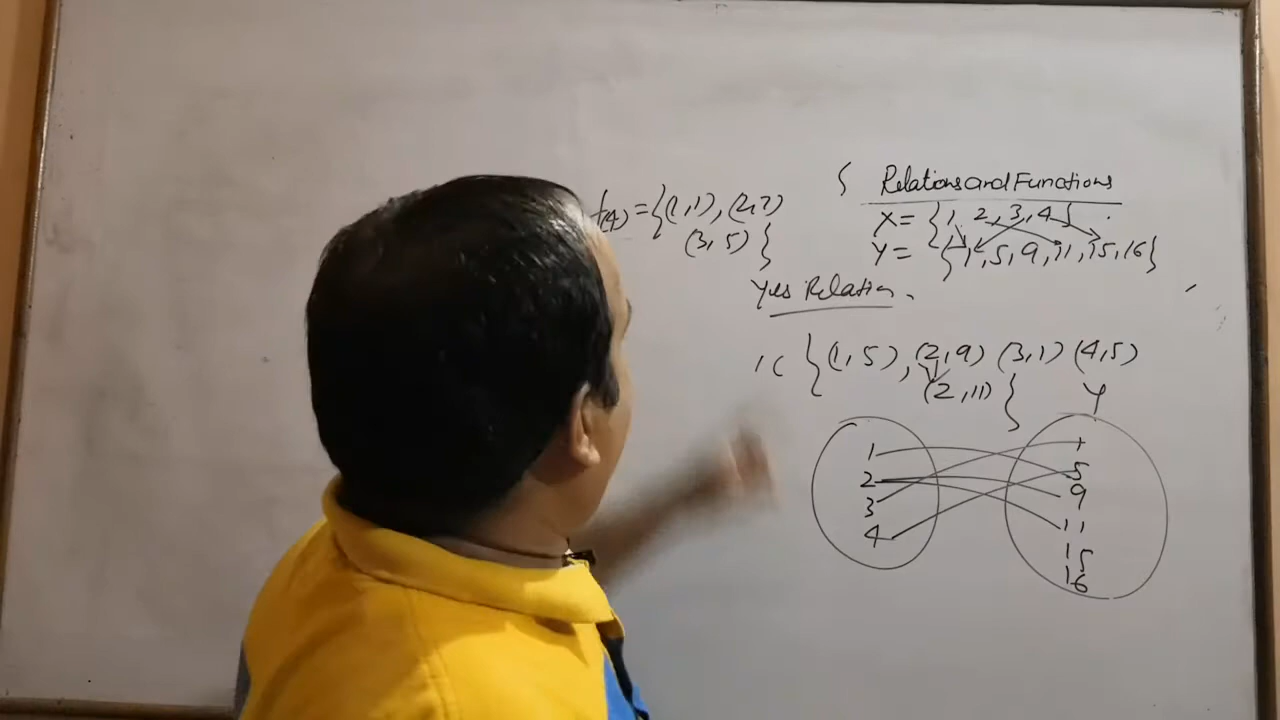 Relations and Functions
X = {1, 2, 3, 4}
Y = {1, 5, 9, 11, 15, 16}
f(4) = {(1,1), (2,7)
(3,5)}
Yes Relation.
{(1,5), (2,9) (3,1) (4,5)
(2,11)}
Y
1
2
3
4
1
5
9
11
15
16